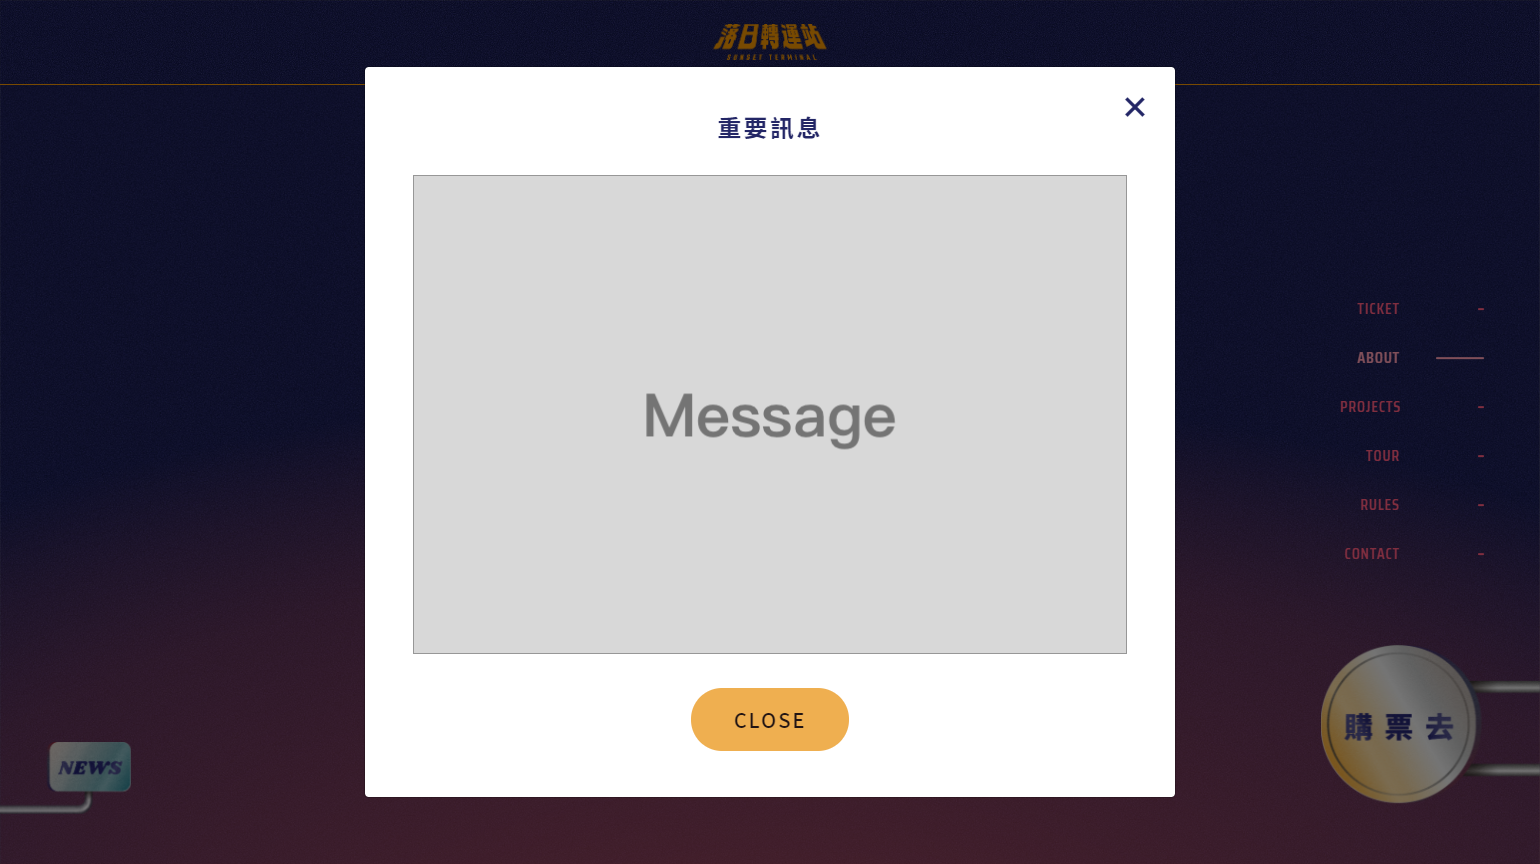 落日轉運站
SUNSET TERMINAL
重要訊息
Message
CLOSE
TICKET
ABOUT
PROJECTS
TOUR
RULES
CONTACT
購票去
NEWS